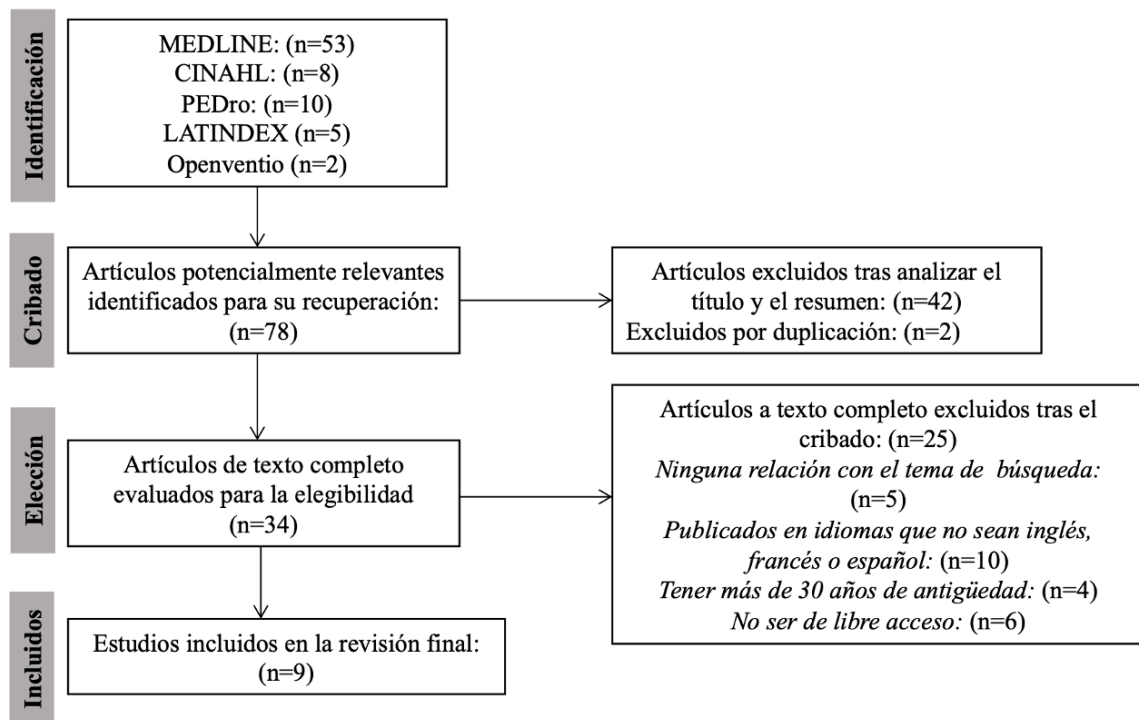 Identificación
MEDLINE: (n=53)
CINAHL: (n=8)
PEDro: (n=10)
LATINDEX (n=5)
Openventio (n=2)
Cribado
Artículos potencialmente relevantes
identificados para su recuperación:
(n=78)
Artículos excluidos tras analizar el
título y el resumen: (n=42)
Excluidos por duplicación: (n=2)
Elección
Artículos de texto completo
evaluados para la elegibilidad
(n=34)
Artículos a texto completo excluidos tras el
cribado: (n=25)
Ninguna relación con el tema de búsqueda:
(n=5)
Publicados en idiomas que no sean inglés,
francés o español: (n=10)
Tener más de 30 años de antigüedad: (n=4)
No ser de libre acceso: (n=6)
Incluidos
Estudios incluidos en la revisión final:
(n=9)